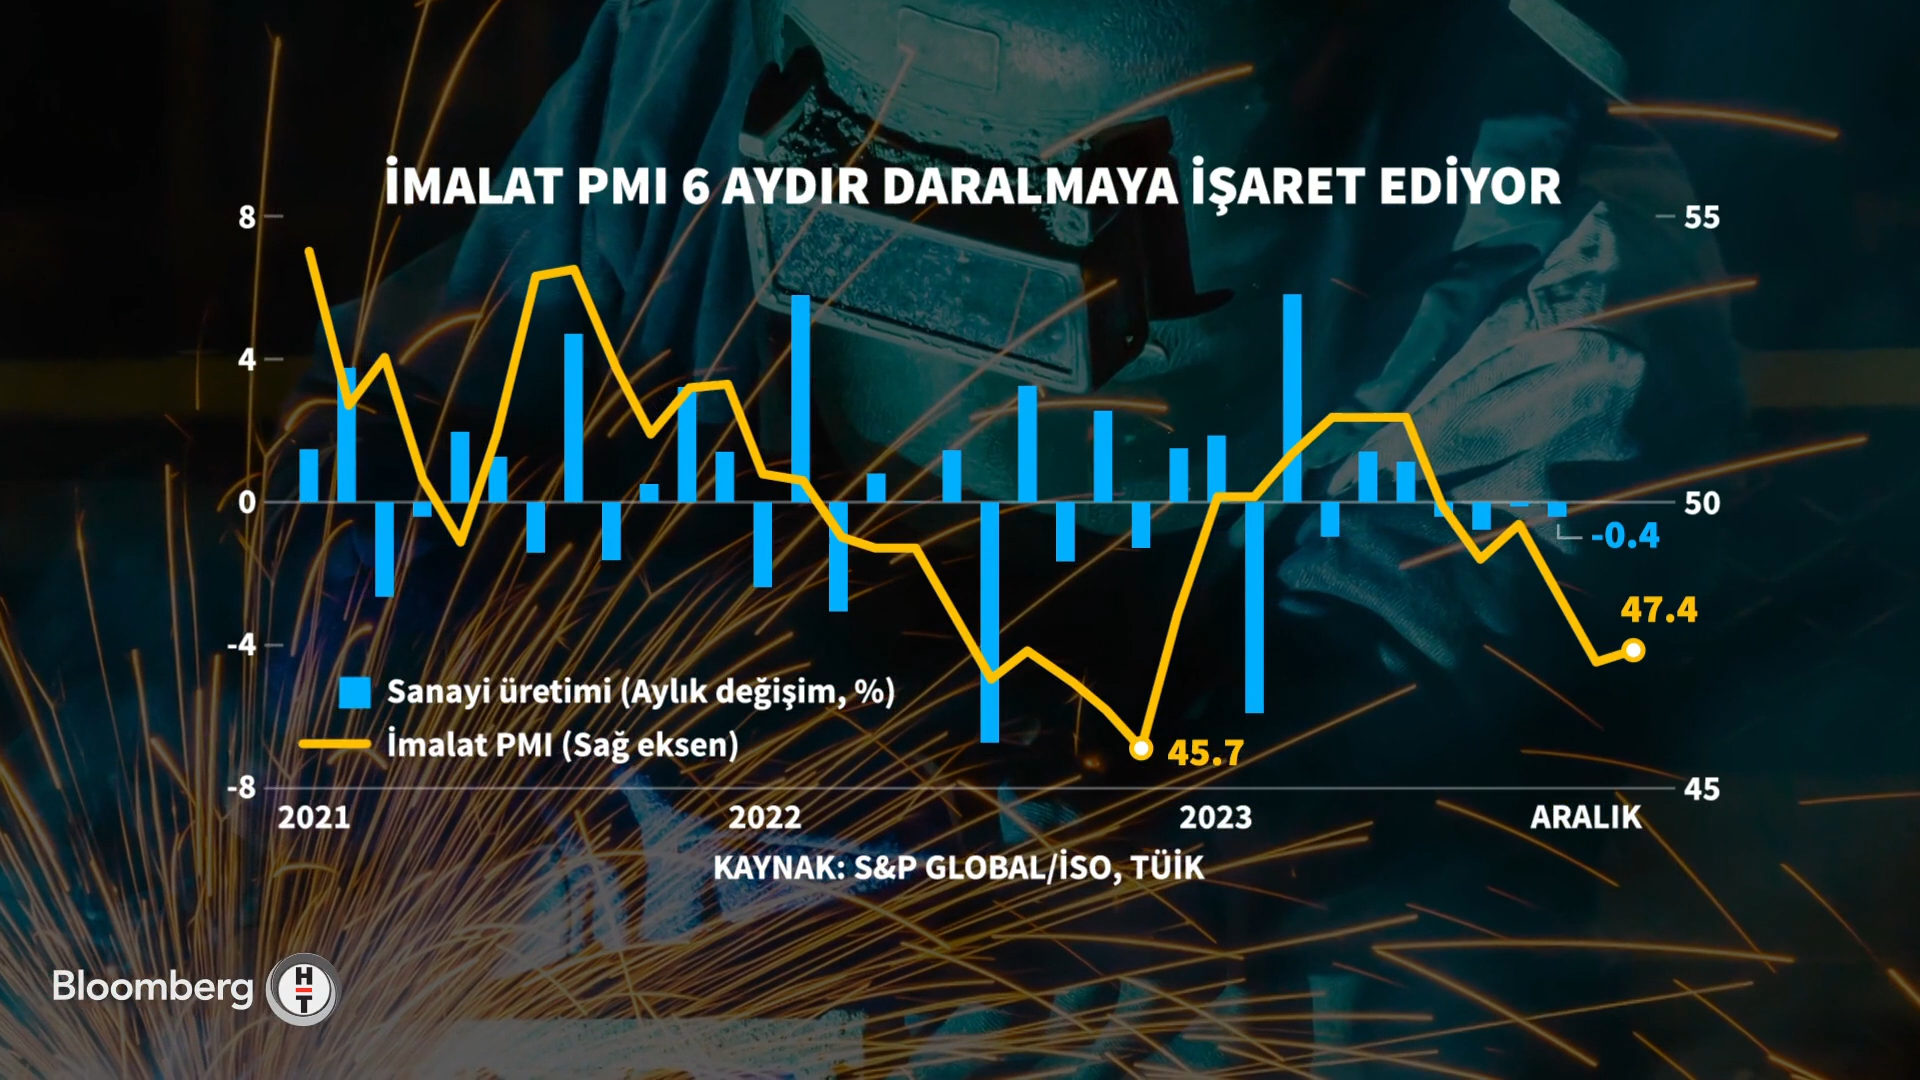 İMALAT PMI 6 AYDIR DARALMAYA İŞARET EDİYOR
8
55
4
0
50
-0.4
47.4
-4
Sanayi üretimi (Aylık değişim, %)
İmalat PMI (Sağ eksen)
45.7
-8
45
2021
2022
2023
ARALIK
KAYNAK: S&P GLOBAL/İSO, TÜİK
Bloomberg HT